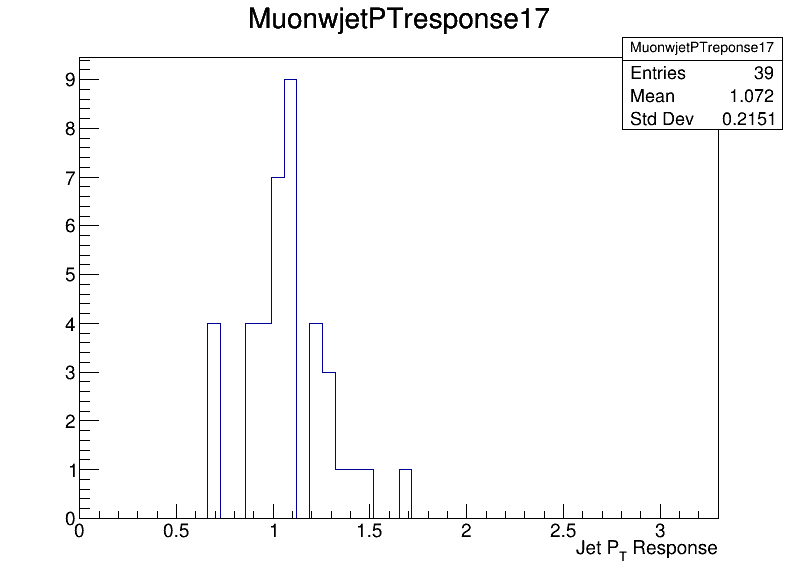 MuonwjetPTresponse17
MuonwjetPTreponse17
Entries 39
Mean 1.072
Std Dev 0.2151
9
8
7
6
5
4
3
2
1
0
0 0.5 1 1.5 2 2.5 3
Jet PT Response